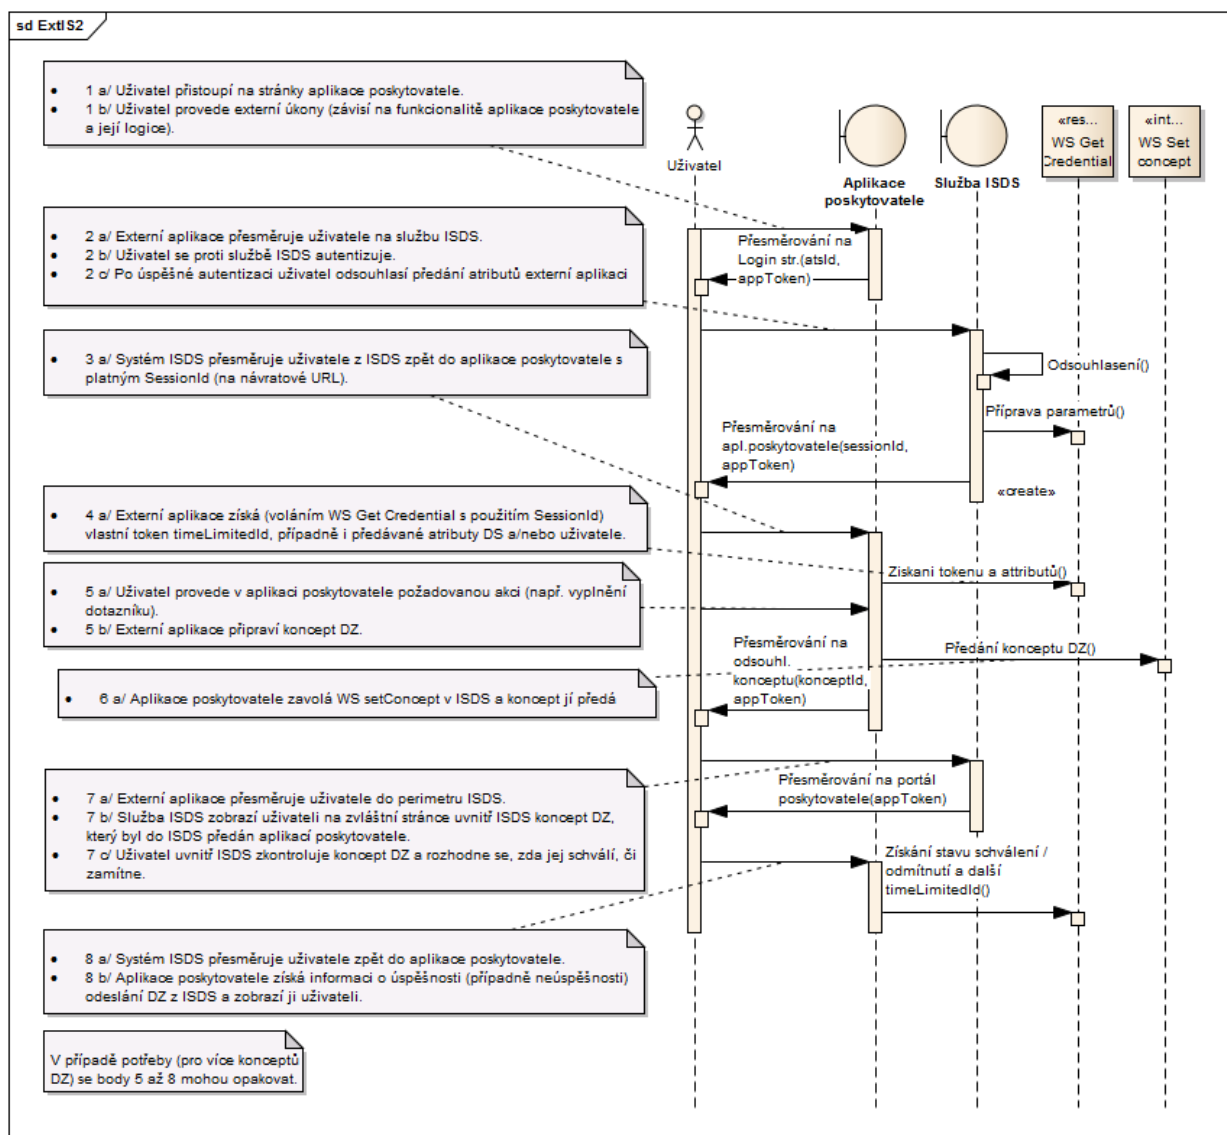 sd ExtIS2
• 1 a/ Uživatel přistoupí na stránky aplikace poskytovatele.
• 1 b/ Uživatel provede externí úkony (závisí na funkcionalitě aplikace poskytovatele
a její logice).
«res...
WS Get
Credential
«int...
WS Set
concept
Uživatel
Aplikace
poskytovatele
Služba ISDS
• 2 a/ Externí aplikace přesměruje uživatele na službu ISDS.
• 2 b/ Uživatel se proti službě ISDS autentizuje.
• 2 c/ Po úspěšné autentizaci uživatel odsouhlasí předání atributů externí aplikaci
Přesměrování na
Login str.(atsId,
appToken)
• 3 a/ Systém ISDS přesměruje uživatele z ISDS zpět do aplikace poskytovatele s
platným SessionId (na návratové URL).
Odsouhlasení()
Příprava parametrů()
Přesměrování na
apl.poskytovatele(sessionId,
appToken)
«create»
• 4 a/ Externí aplikace získá (voláním WS Get Credential s použitím SessionId)
vlastní token timeLimitedId, případně i předávané atributy DS a/nebo uživatele.
Získani tokenu a attributů()
• 5 a/ Uživatel provede v aplikaci poskytovatele požadovanou akci (např. vyplnění
dotazníku).
• 5 b/ Externí aplikace připraví koncept DZ.
Přesměrování na
odsouhl.
konceptu(konceptId,
appToken)
Předání konceptu DZ()
• 6 a/ Aplikace poskytovatele zavolá WS setConcept v ISDS a koncept jí předá
• 7 a/ Externí aplikace přesměruje uživatele do perimetru ISDS.
• 7 b/ Služba ISDS zobrazí uživateli na zvláštní stránce uvnitř ISDS koncept DZ,
který byl do ISDS předán aplikací poskytovatele.
• 7 c/ Uživatel uvnitř ISDS zkontroluje koncept DZ a rozhodne se, zda jej schválí, či
zamítne.
Přesměrování na portál
poskytovatele(appToken)
Získání stavu schválení /
odmítnutí a další
timeLimitedId()
• 8 a/ Systém ISDS přesměruje uživatele zpět do aplikace poskytovatele.
• 8 b/ Aplikace poskytovatele získá informaci o úspěšnosti (případně neúspěšnosti)
odeslání DZ z ISDS a zobrazí ji uživateli.
V případě potřeby (pro více konceptů
DZ) se body 5 až 8 mohou opakovat.